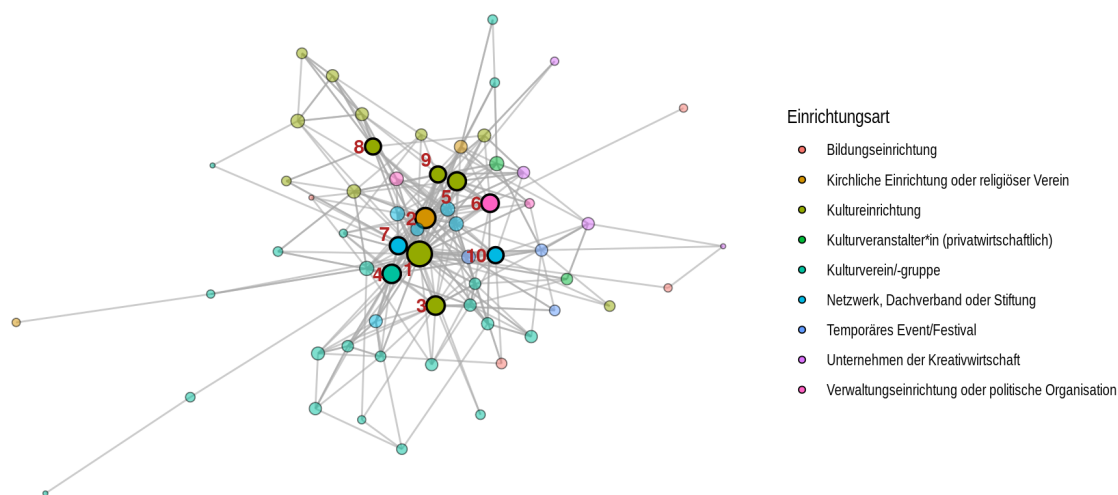 8
9
5
6
2
7
10
1
4
3
Einrichtungsart
Bildungseinrichtung
Kirchliche Einrichtung oder religiöser Verein
Kultureinrichtung
Kulturveranstalter*in (privatwirtschaftlich)
Kulturverein/-gruppe
Netzwerk, Dachverband oder Stiftung
Temporäres Event/Festival
Unternehmen der Kreativwirtschaft
Verwaltungseinrichtung oder politische Organisation